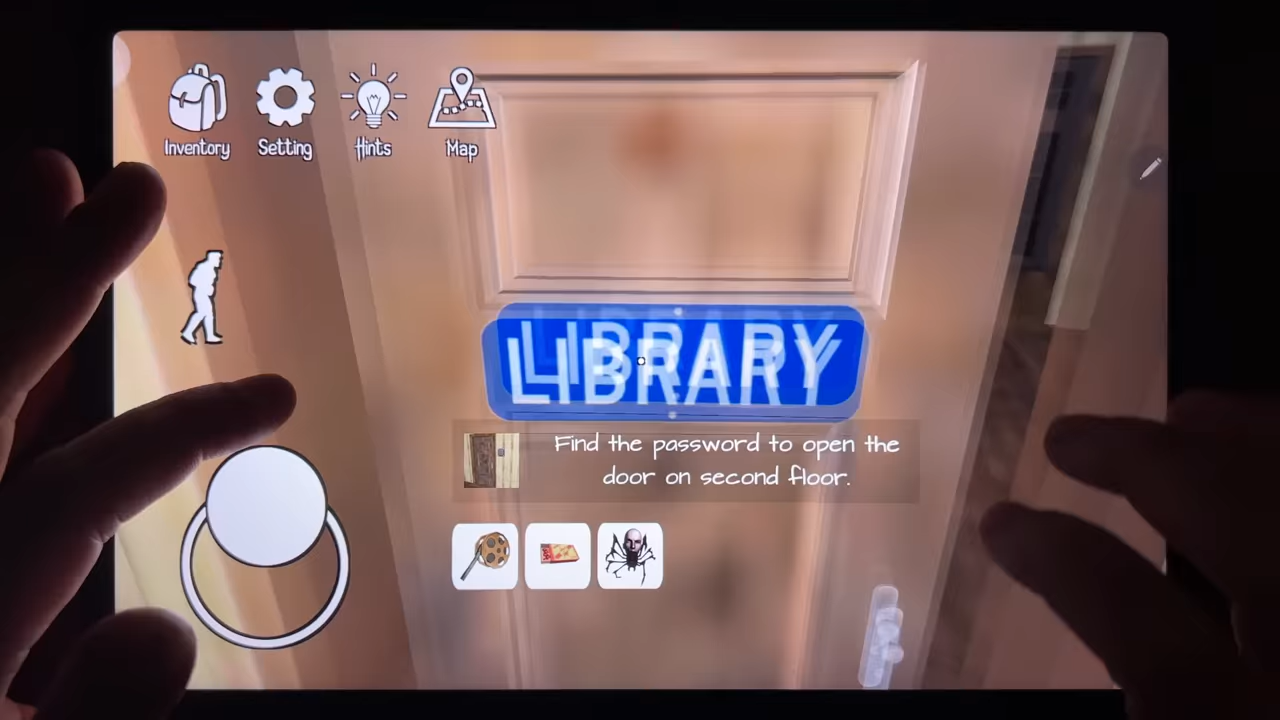 Inventory
Setting
Hints
Map
LIBRARY
Find the password to open the
door on second floor.